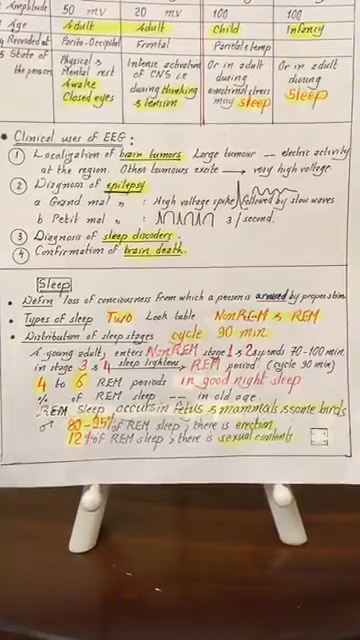 Amplitude 50 mv 20 mv 100 100
Age Adult Adult Child Infancy
Recorded at Parito-Occipital Frontal Parietal & temp
5 State of the person Physical & Mental rest Awake Closed eyes
Intense activation of CNS i.e during thinking & tension
Or in adult during emotional stress may sleep
Or in adult during Sleep
• Clinical uses of EEG:
① Localization of brain tumors Large tumour -- electric activity
at the region. Other tumours excite → very high voltage.
② Diagnosis of epilepsy
a Grand mal " : High voltage spike followed by slow waves
b Petit mal " : 3/second.
③ Diagnosis of sleep disorders.
④ Confirmation of brain death.
Sleep
• Defin loss of conciousness from which a person is aroused by
• Types of sleep Two Look table NonREM & REM
• Distribution of sleep stages cycle 90 min
A young adult, enters NonREM stage 1 & 2 spends 70-100 min.
in stage 3 & 4 sleep lightens, REM period (cycle 90 min)
4 to 6 REM periods in good night sleep
% of REM sleep -- in old age.
REM sleep occurs in fetus & mammals & some birds
80-95% of REM sleep, there is erection,
12% of REM sleep, there is sexual contents